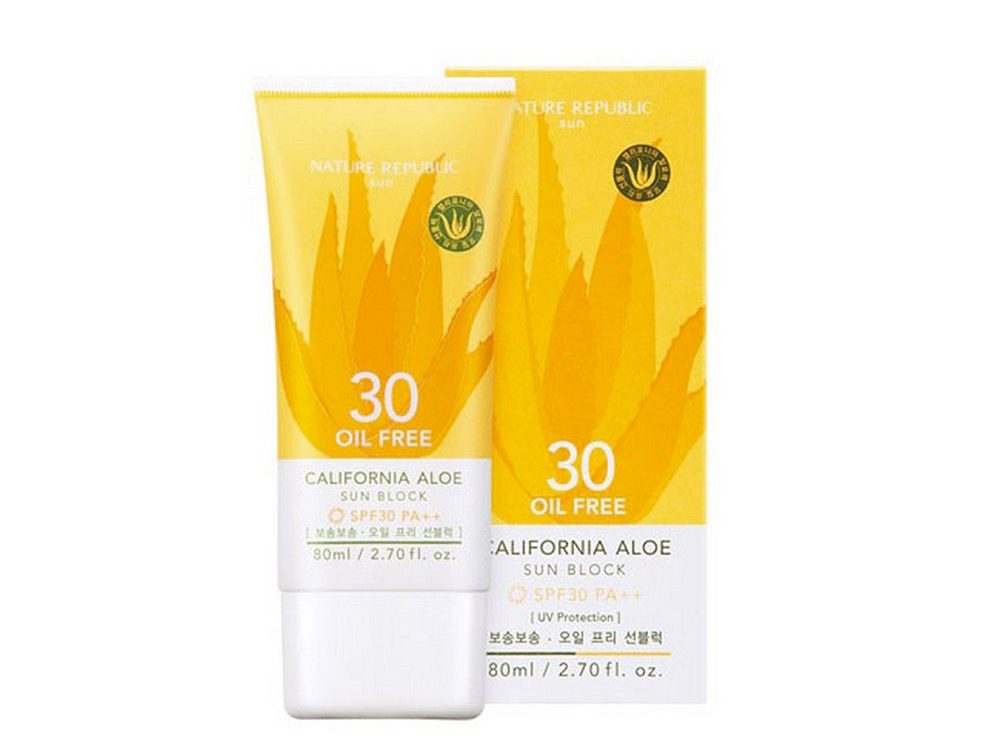 NATURE REPUBLIC
sun
30
OIL FREE
CALIFORNIA ALOE
SUN BLOCK
SPF30 PA++
[ 보송보송 · 오일 프리 선블럭 ]
80ml / 2.70 fl. oz.
ATURE REPUBLIC
sun
30
OIL FREE
CALIFORNIA ALOE
SUN BLOCK
SPF30 PA++
[ UV Protection ]
보송보송 · 오일 프리 선블럭
80ml / 2.70 fl. oz.